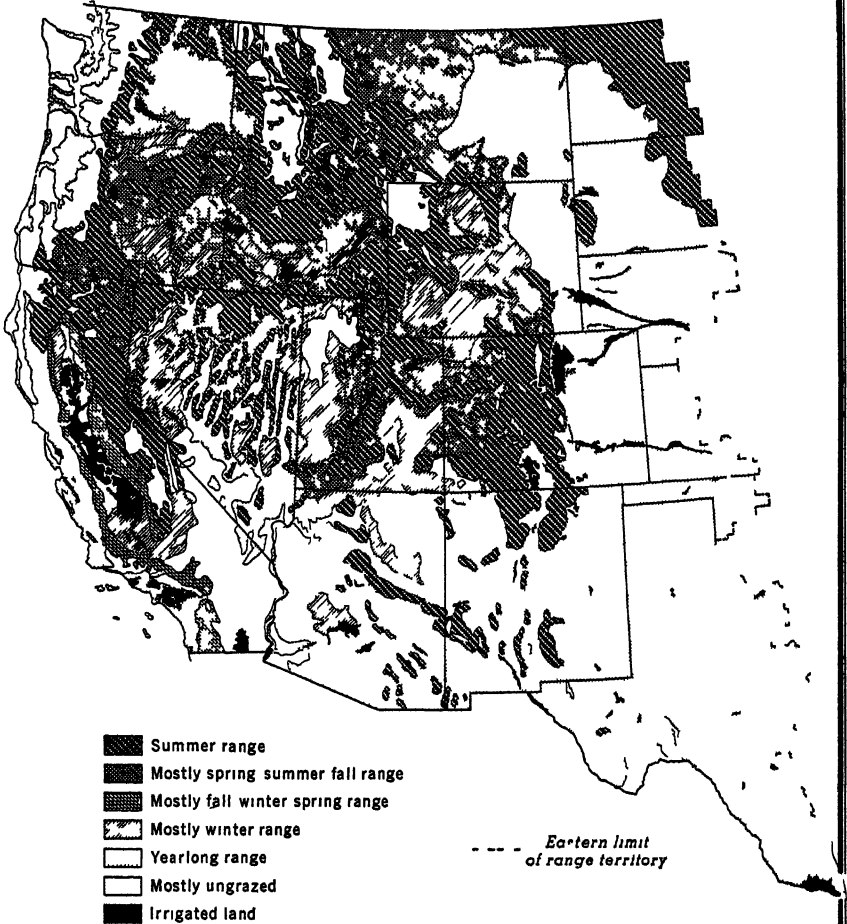 Summer range
Mostly spring summer fall range
Mostly fall winter spring range
Mostly winter range
Yearlong range
Mostly ungrazed
Irrigated land
Eastern limit
of range territory